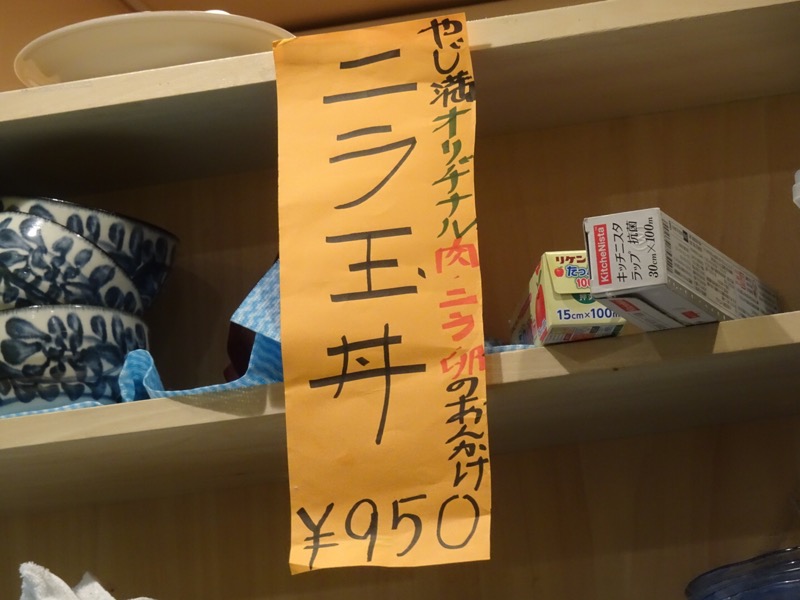 やじ満オリヂナル肉・ニラ・卵のあんかけ
ニラ玉丼
¥950
リケン
15cm×100m
KitcheNista
キッチニスタ
ラップ 抗菌
30cm×100m